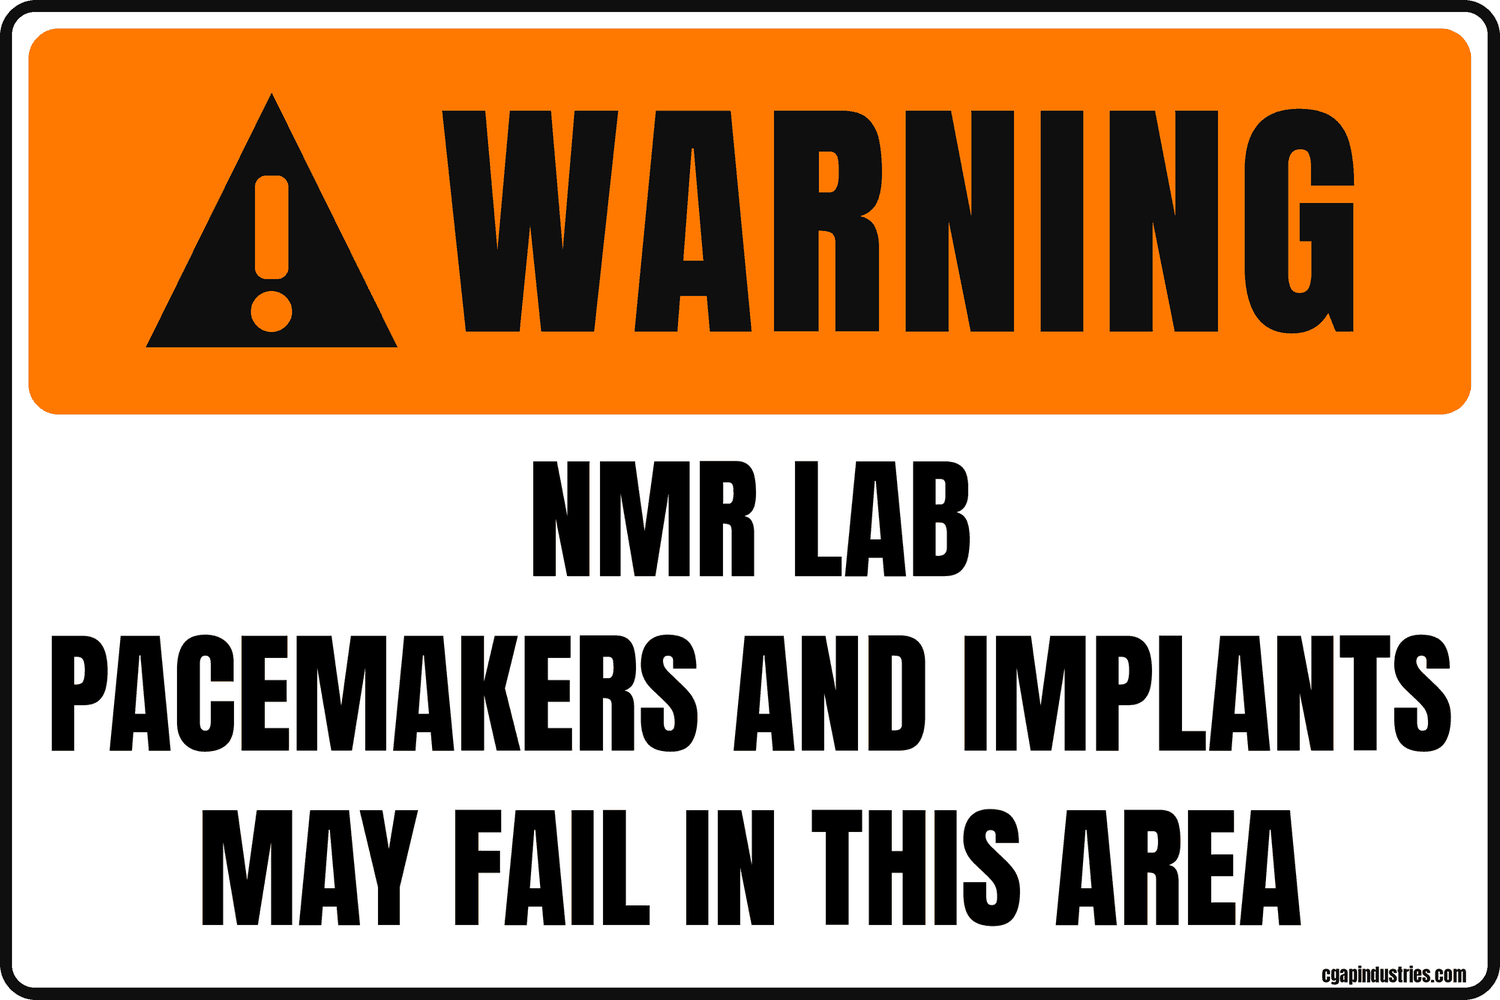 WARNING
NMR LAB
PACEMAKERS AND IMPLANTS
MAY FAIL IN THIS AREA
cgapindustries.com